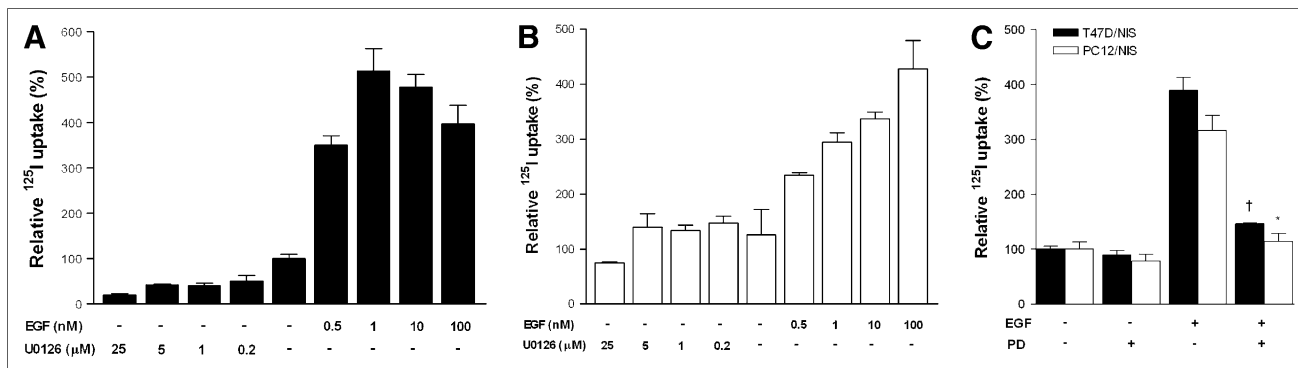 A
Relative 125I uptake (%)
600
500
400
300
200
100
0
EGF (nM) - - - - - 0.5 1 10 100
U0126 (μM) 25 5 1 0.2 - - - - -
B
Relative 125I uptake (%)
500
400
300
200
100
0
EGF (nM) - - - - - 0.5 1 10 100
U0126 (μM) 25 5 1 0.2 - - - - -
C
T47D/NIS
PC12/NIS
Relative 125I uptake (%)
500
400
300
200
100
0
† *
EGF - - + +
PD - + - +